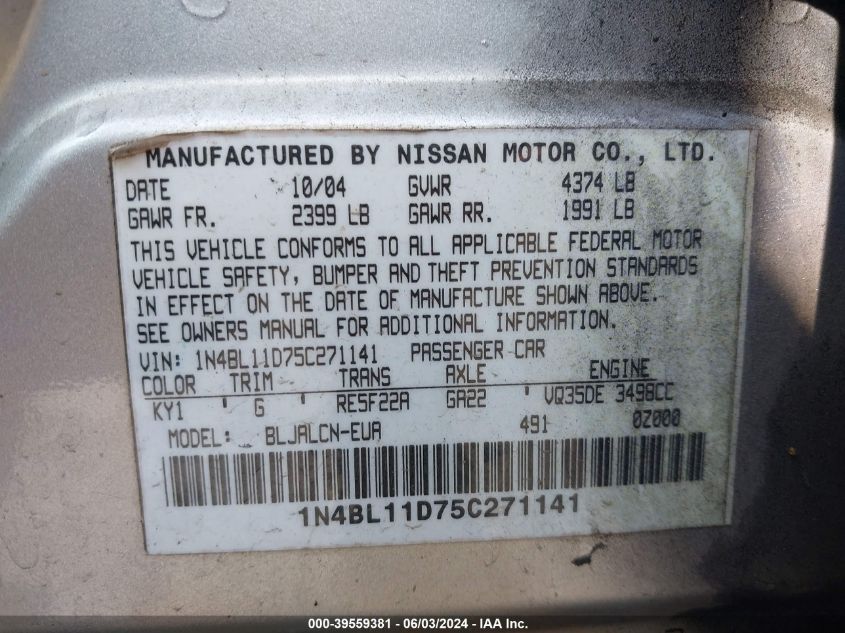 MANUFACTURED BY NISSAN MOTOR CO., LTD.
DATE 10/04 GVWR 4374 LB
GAWR FR. 2399 LB GAWR RR. 1991 LB
THIS VEHICLE CONFORMS TO ALL APPLICABLE FEDERAL MOTOR
VEHICLE SAFETY, BUMPER AND THEFT PREVENTION STANDARDS
IN EFFECT ON THE DATE OF MANUFACTURE SHOWN ABOVE.
SEE OWNERS MANUAL FOR ADDITIONAL INFORMATION.
VIN: 1N4BL11D75C271141 PASSENGER CAR
COLOR TRIM TRANS AXLE ENGINE
KY1 ' G ' RE5F22A GA22 ' VQ35DE 3498CC
MODEL: BLJALCN-EUA 491 0Z000
1N4BL11D75C271141
000-39559381 - 06/03/2024 - IAA Inc.